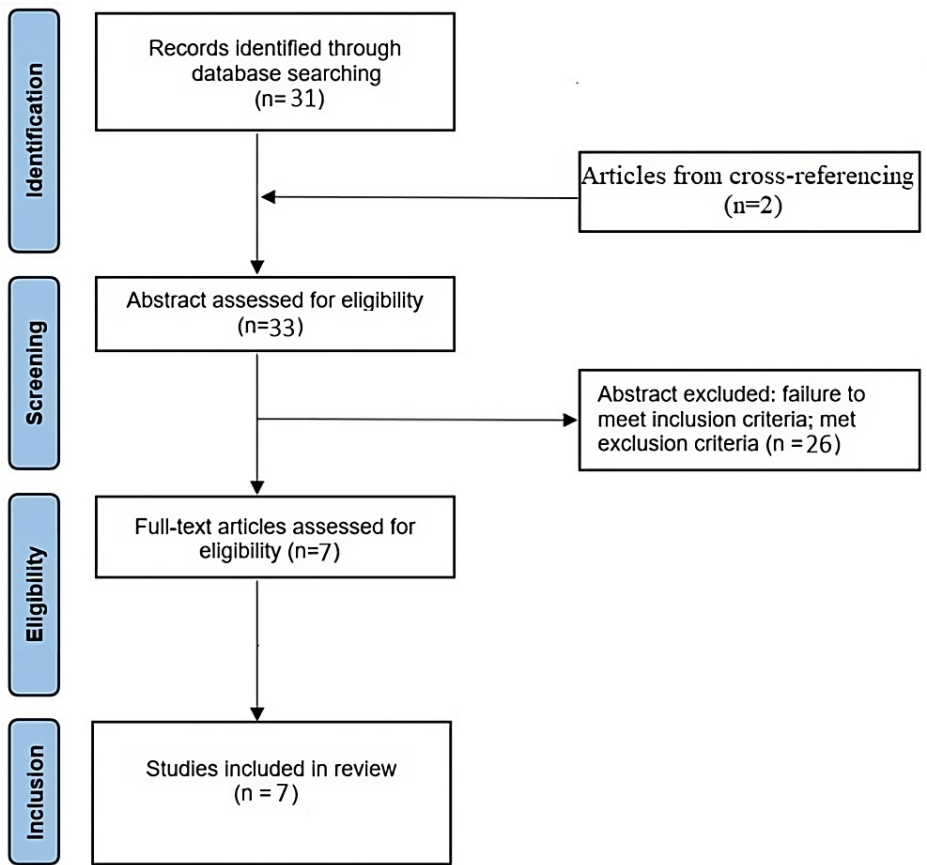 Identification
Records identified through
database searching
(n= 31)
Articles from cross-referencing
(n=2)
Screening
Abstract assessed for eligibility
(n=33)
Abstract excluded: failure to
meet inclusion criteria; met
exclusion criteria (n =26)
Eligibility
Full-text articles assessed for
eligibility (n=7)
Inclusion
Studies included in review
(n = 7)